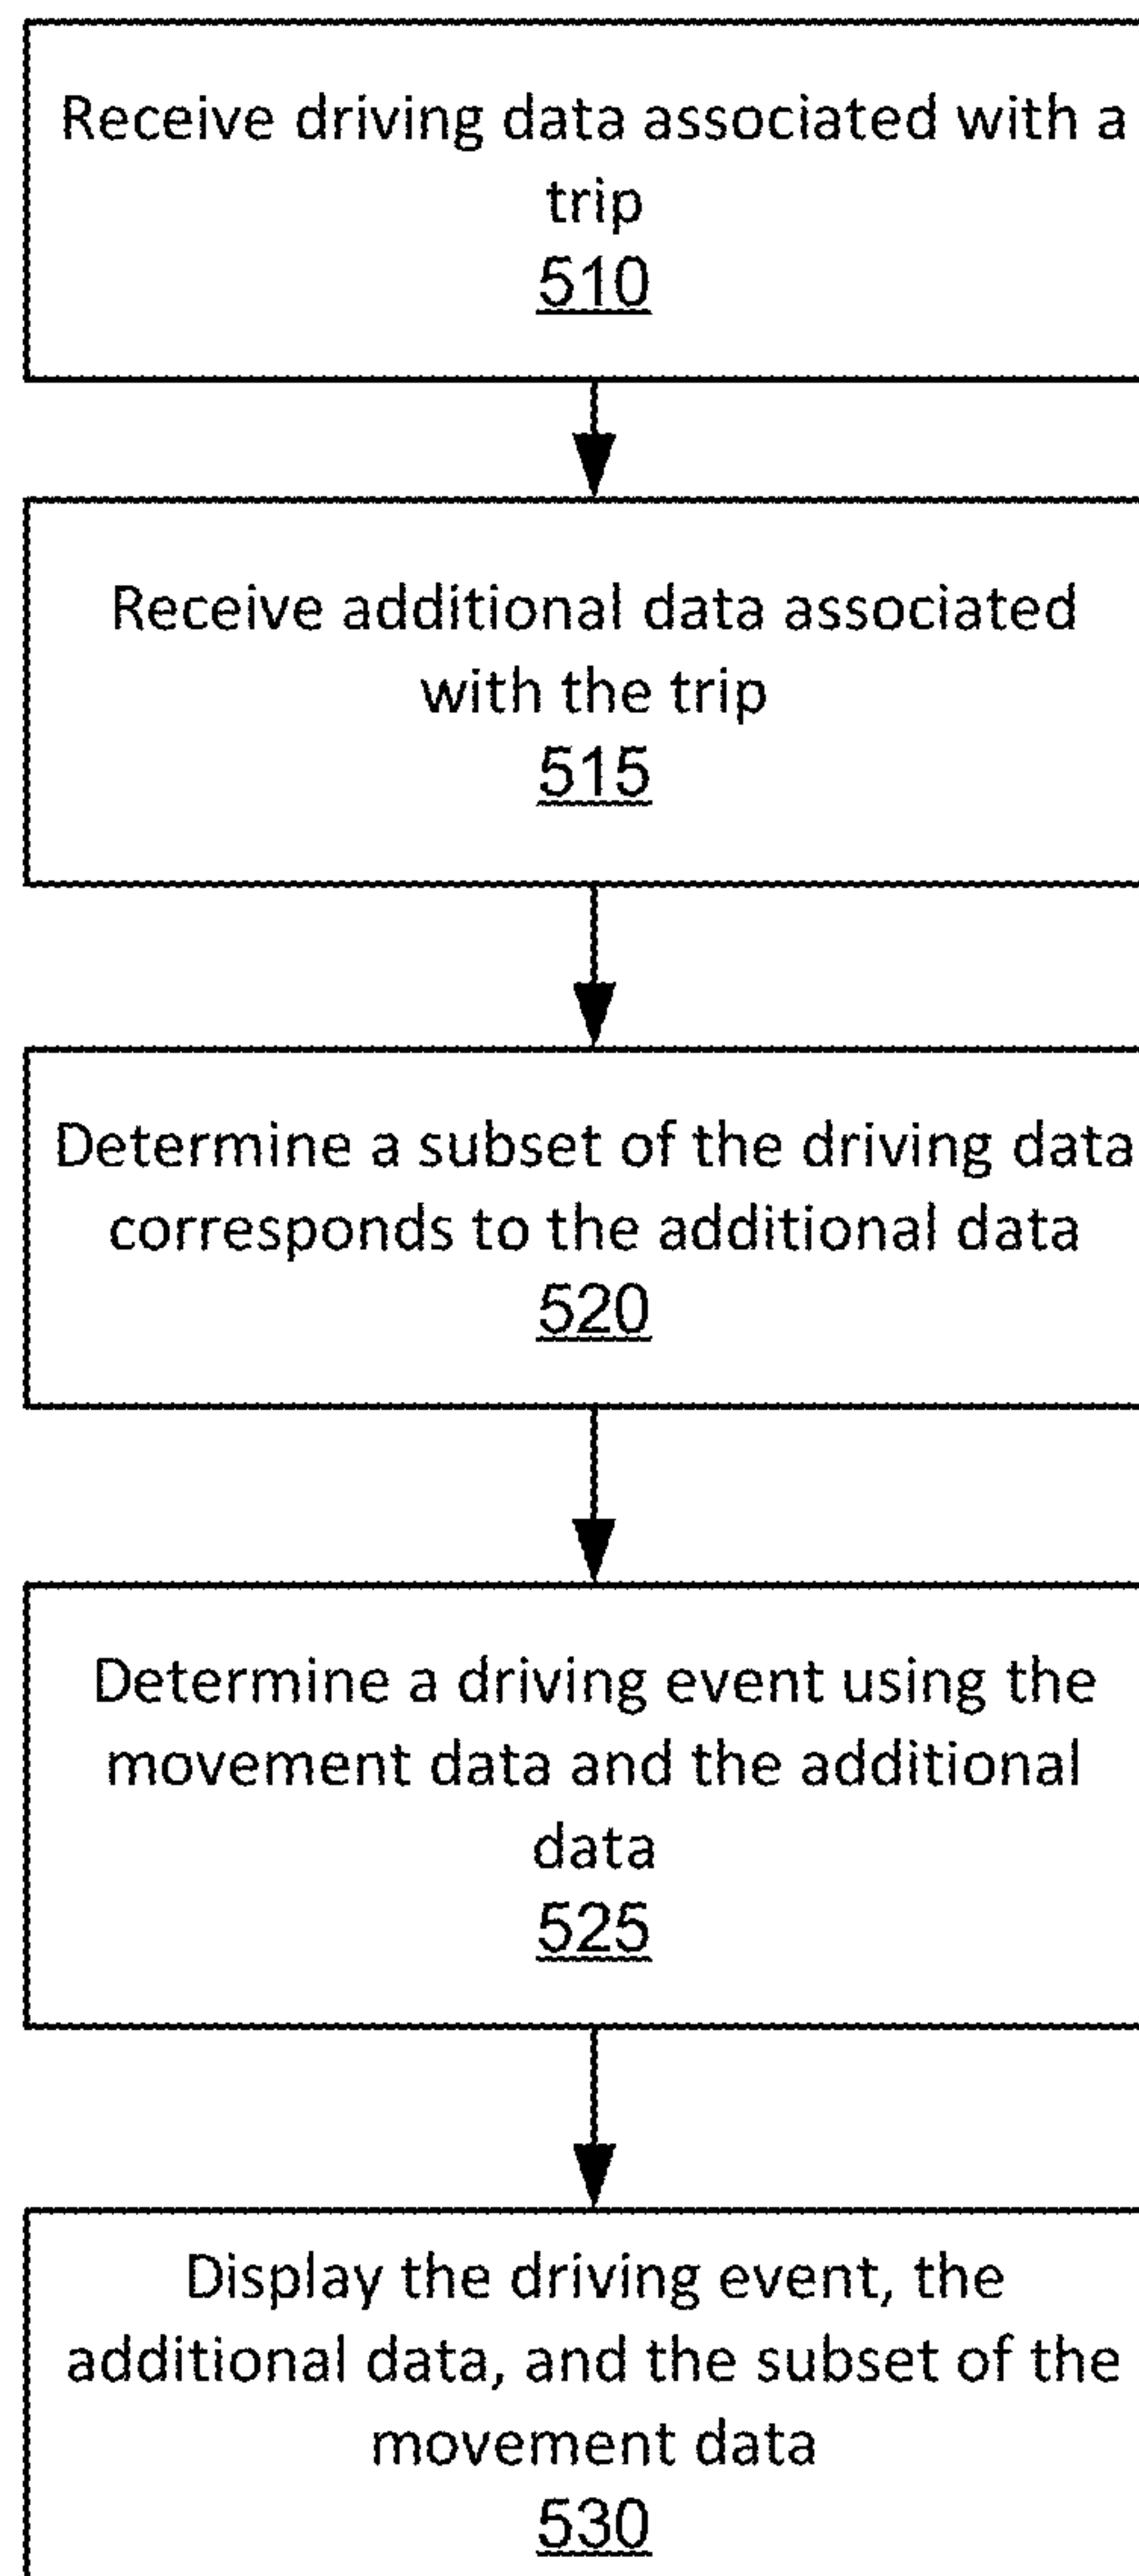 Receive driving data associated with a
trip
510
Receive additional data associated
with the trip
515
Determine a subset of the driving data
corresponds to the additional data
520
Determine a driving event using the
movement data and the additional
data
525
Display the driving event, the
additional data, and the subset of the
movement data
530